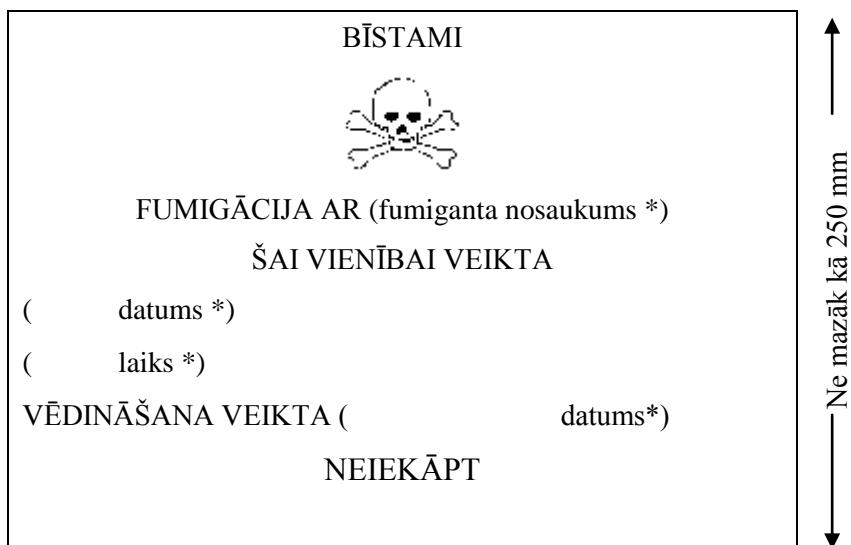 BĪSTAMI
FUMIGĀCIJA AR (fumiganta nosaukums *)
ŠAI VIENĪBAI VEIKTA
( datums *)
( laiks *)
VĒDINĀŠANA VEIKTA ( datums*)
NEIEKĀPT
Ne mazāk kā 250 mm